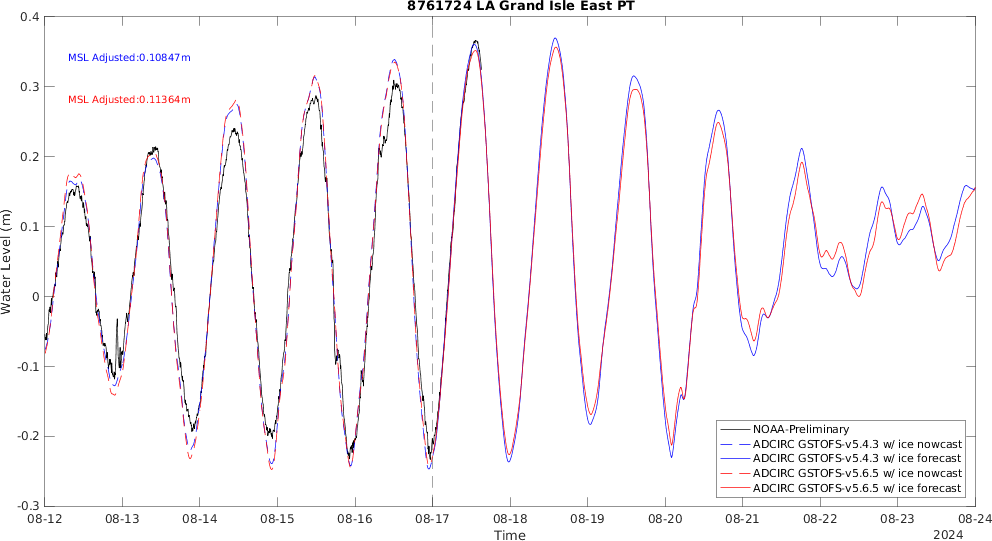 8761724 LA Grand Isle East PT
MSL Adjusted:0.10847m
MSL Adjusted:0.11364m
Water Level (m)
0.4
0.3
0.2
0.1
0
-0.1
-0.2
-0.3
NOAA-Preliminary
ADCIRC GSTOFS-v5.4.3 w/ ice nowcast
ADCIRC GSTOFS-v5.4.3 w/ ice forecast
ADCIRC GSTOFS-v5.6.5 w/ ice nowcast
ADCIRC GSTOFS-v5.6.5 w/ ice forecast
08-12 08-13 08-14 08-15 08-16 08-17 08-18 08-19 08-20 08-21 08-22 08-23 08-24
Time
2024